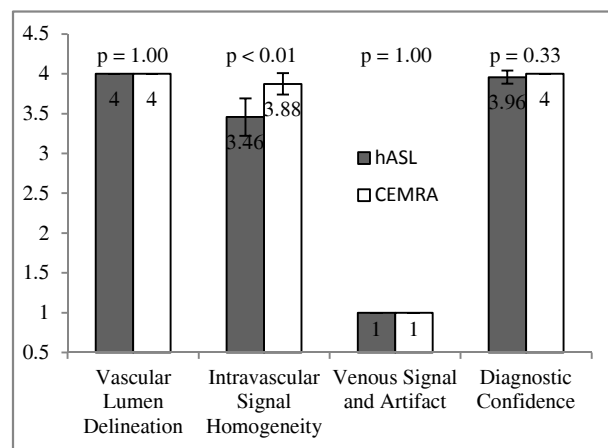 4.5
p = 1.00 p < 0.01 p = 1.00 p = 0.33
4
4 4 3.46 3.88 3.96 4
3.5
hASL
3
CEMRA
2.5
2
1.5
1
1 1
0.5
Vascular Intravascular Venous Signal Diagnostic
Lumen Signal and Artifact Confidence
Delineation Homogeneity